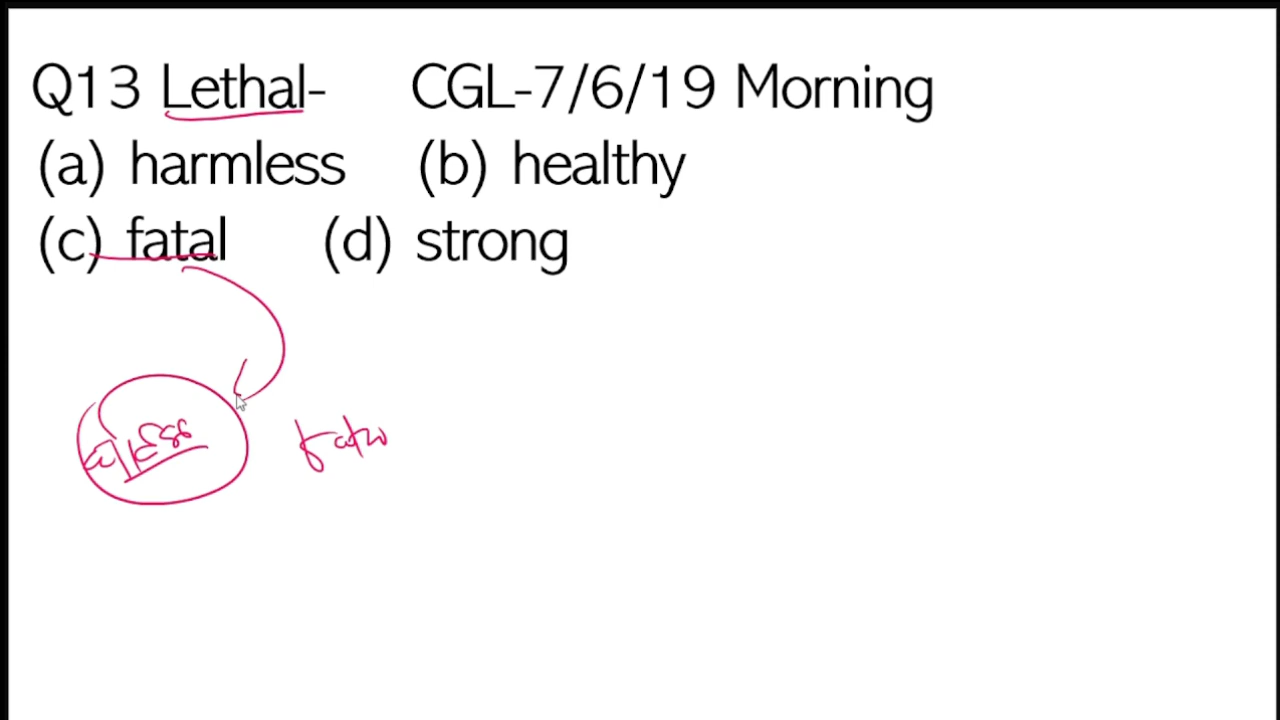 Q13 Lethal- CGL-7/6/19 Morning
(a) harmless (b) healthy
(c) fatal (d) strong